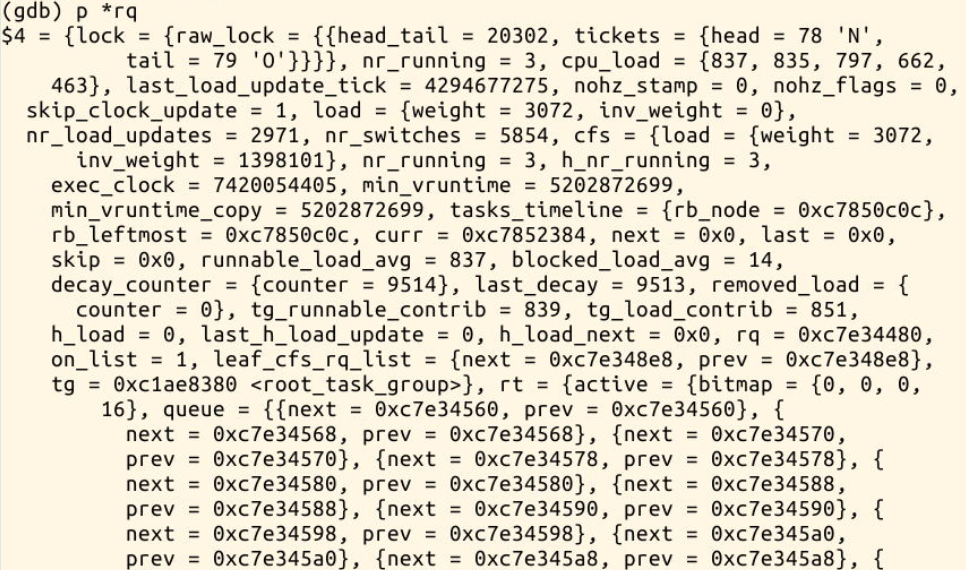 (gdb) p *rq
$4 = {lock = {raw_lock = {{head_tail = 20302, tickets = {head = 78 'N',
tail = 79 'O'}}}}, nr_running = 3, cpu_load = {837, 835, 797, 662,
463}, last_load_update_tick = 4294677275, nohz_stamp = 0, nohz_flags = 0,
skip_clock_update = 1, load = {weight = 3072, inv_weight = 0},
nr_load_updates = 2971, nr_switches = 5854, cfs = {load = {weight = 3072,
inv_weight = 1398101}, nr_running = 3, h_nr_running = 3,
exec_clock = 7420054405, min_vruntime = 5202872699,
min_vruntime_copy = 5202872699, tasks_timeline = {rb_node = 0xc7850c0c},
rb_leftmost = 0xc7850c0c, curr = 0xc7852384, next = 0x0, last = 0x0,
skip = 0x0, runnable_load_avg = 837, blocked_load_avg = 14,
decay_counter = {counter = 9514}, last_decay = 9513, removed_load = {
counter = 0}, tg_runnable_contrib = 839, tg_load_contrib = 851,
h_load = 0, last_h_load_update = 0, h_load_next = 0x0, rq = 0xc7e34480,
on_list = 1, leaf_cfs_rq_list = {next = 0xc7e348e8, prev = 0xc7e348e8},
tg = 0xc1ae8380 <root_task_group>}, rt = {active = {bitmap = {0, 0, 0,
16}, queue = {{next = 0xc7e34560, prev = 0xc7e34560}, {
next = 0xc7e34568, prev = 0xc7e34568}, {next = 0xc7e34570,
prev = 0xc7e34570}, {next = 0xc7e34578, prev = 0xc7e34578}, {
next = 0xc7e34580, prev = 0xc7e34580}, {next = 0xc7e34588,
prev = 0xc7e34588}, {next = 0xc7e34590, prev = 0xc7e34590}, {
next = 0xc7e34598, prev = 0xc7e34598}, {next = 0xc7e345a0,
prev = 0xc7e345a0}, {next = 0xc7e345a8, prev = 0xc7e345a8}, {